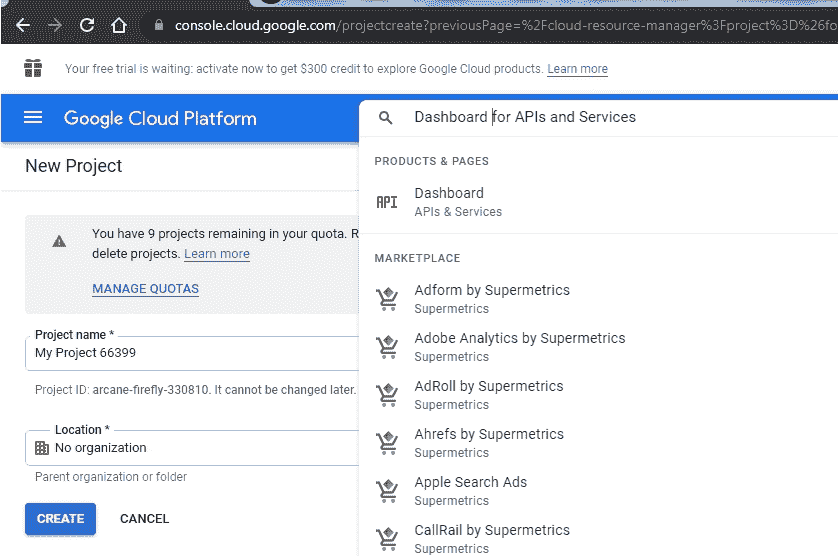 console.cloud.google.com/projectcreate?previousPage=%2Fcloud-resource-manager%3Fproject%3D%26fo
Your free trial is waiting: activate now to get $300 credit to explore Google Cloud products. Learn more
Google Cloud Platform
Dashboard for APIs and Services
New Project
You have 9 projects remaining in your quota. R
delete projects. Learn more
MANAGE QUOTAS
Project name *
My Project 66399
Project ID: arcane-firefly-330810. It cannot be changed later.
Location *
No organization
Parent organization or folder
CREATE CANCEL
PRODUCTS & PAGES
API
Dashboard
APIs & Services
MARKETPLACE
Adform by Supermetrics
Supermetrics
Adobe Analytics by Supermetrics
Supermetrics
AdRoll by Supermetrics
Supermetrics
Ahrefs by Supermetrics
Supermetrics
Apple Search Ads
Supermetrics
CallRail by Supermetrics
Supermetrics